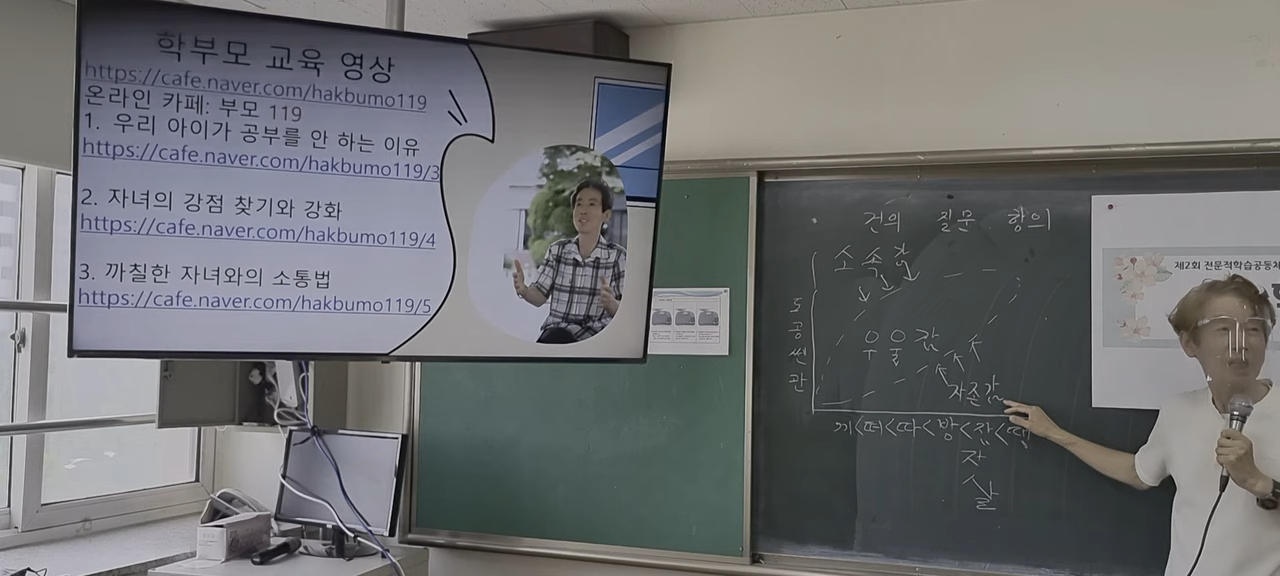 학부모 교육 영상
https://cafe.naver.com/hakbumo119
온라인 카페: 부모 119
1. 우리 아이가 공부를 안 하는 이유
https://cafe.naver.com/hakbumo119/3
2. 자녀의 강점 찾기와 강화
https://cafe.naver.com/hakbumo119/4
3. 까칠한 자녀와의 소통법
https://cafe.naver.com/hakbumo119/5
건의 질문 항의
소속감
우울감
자존감
5공쎈관
끼<떠<따<방<잠<땡
자살
제2회 전문적학습공동체